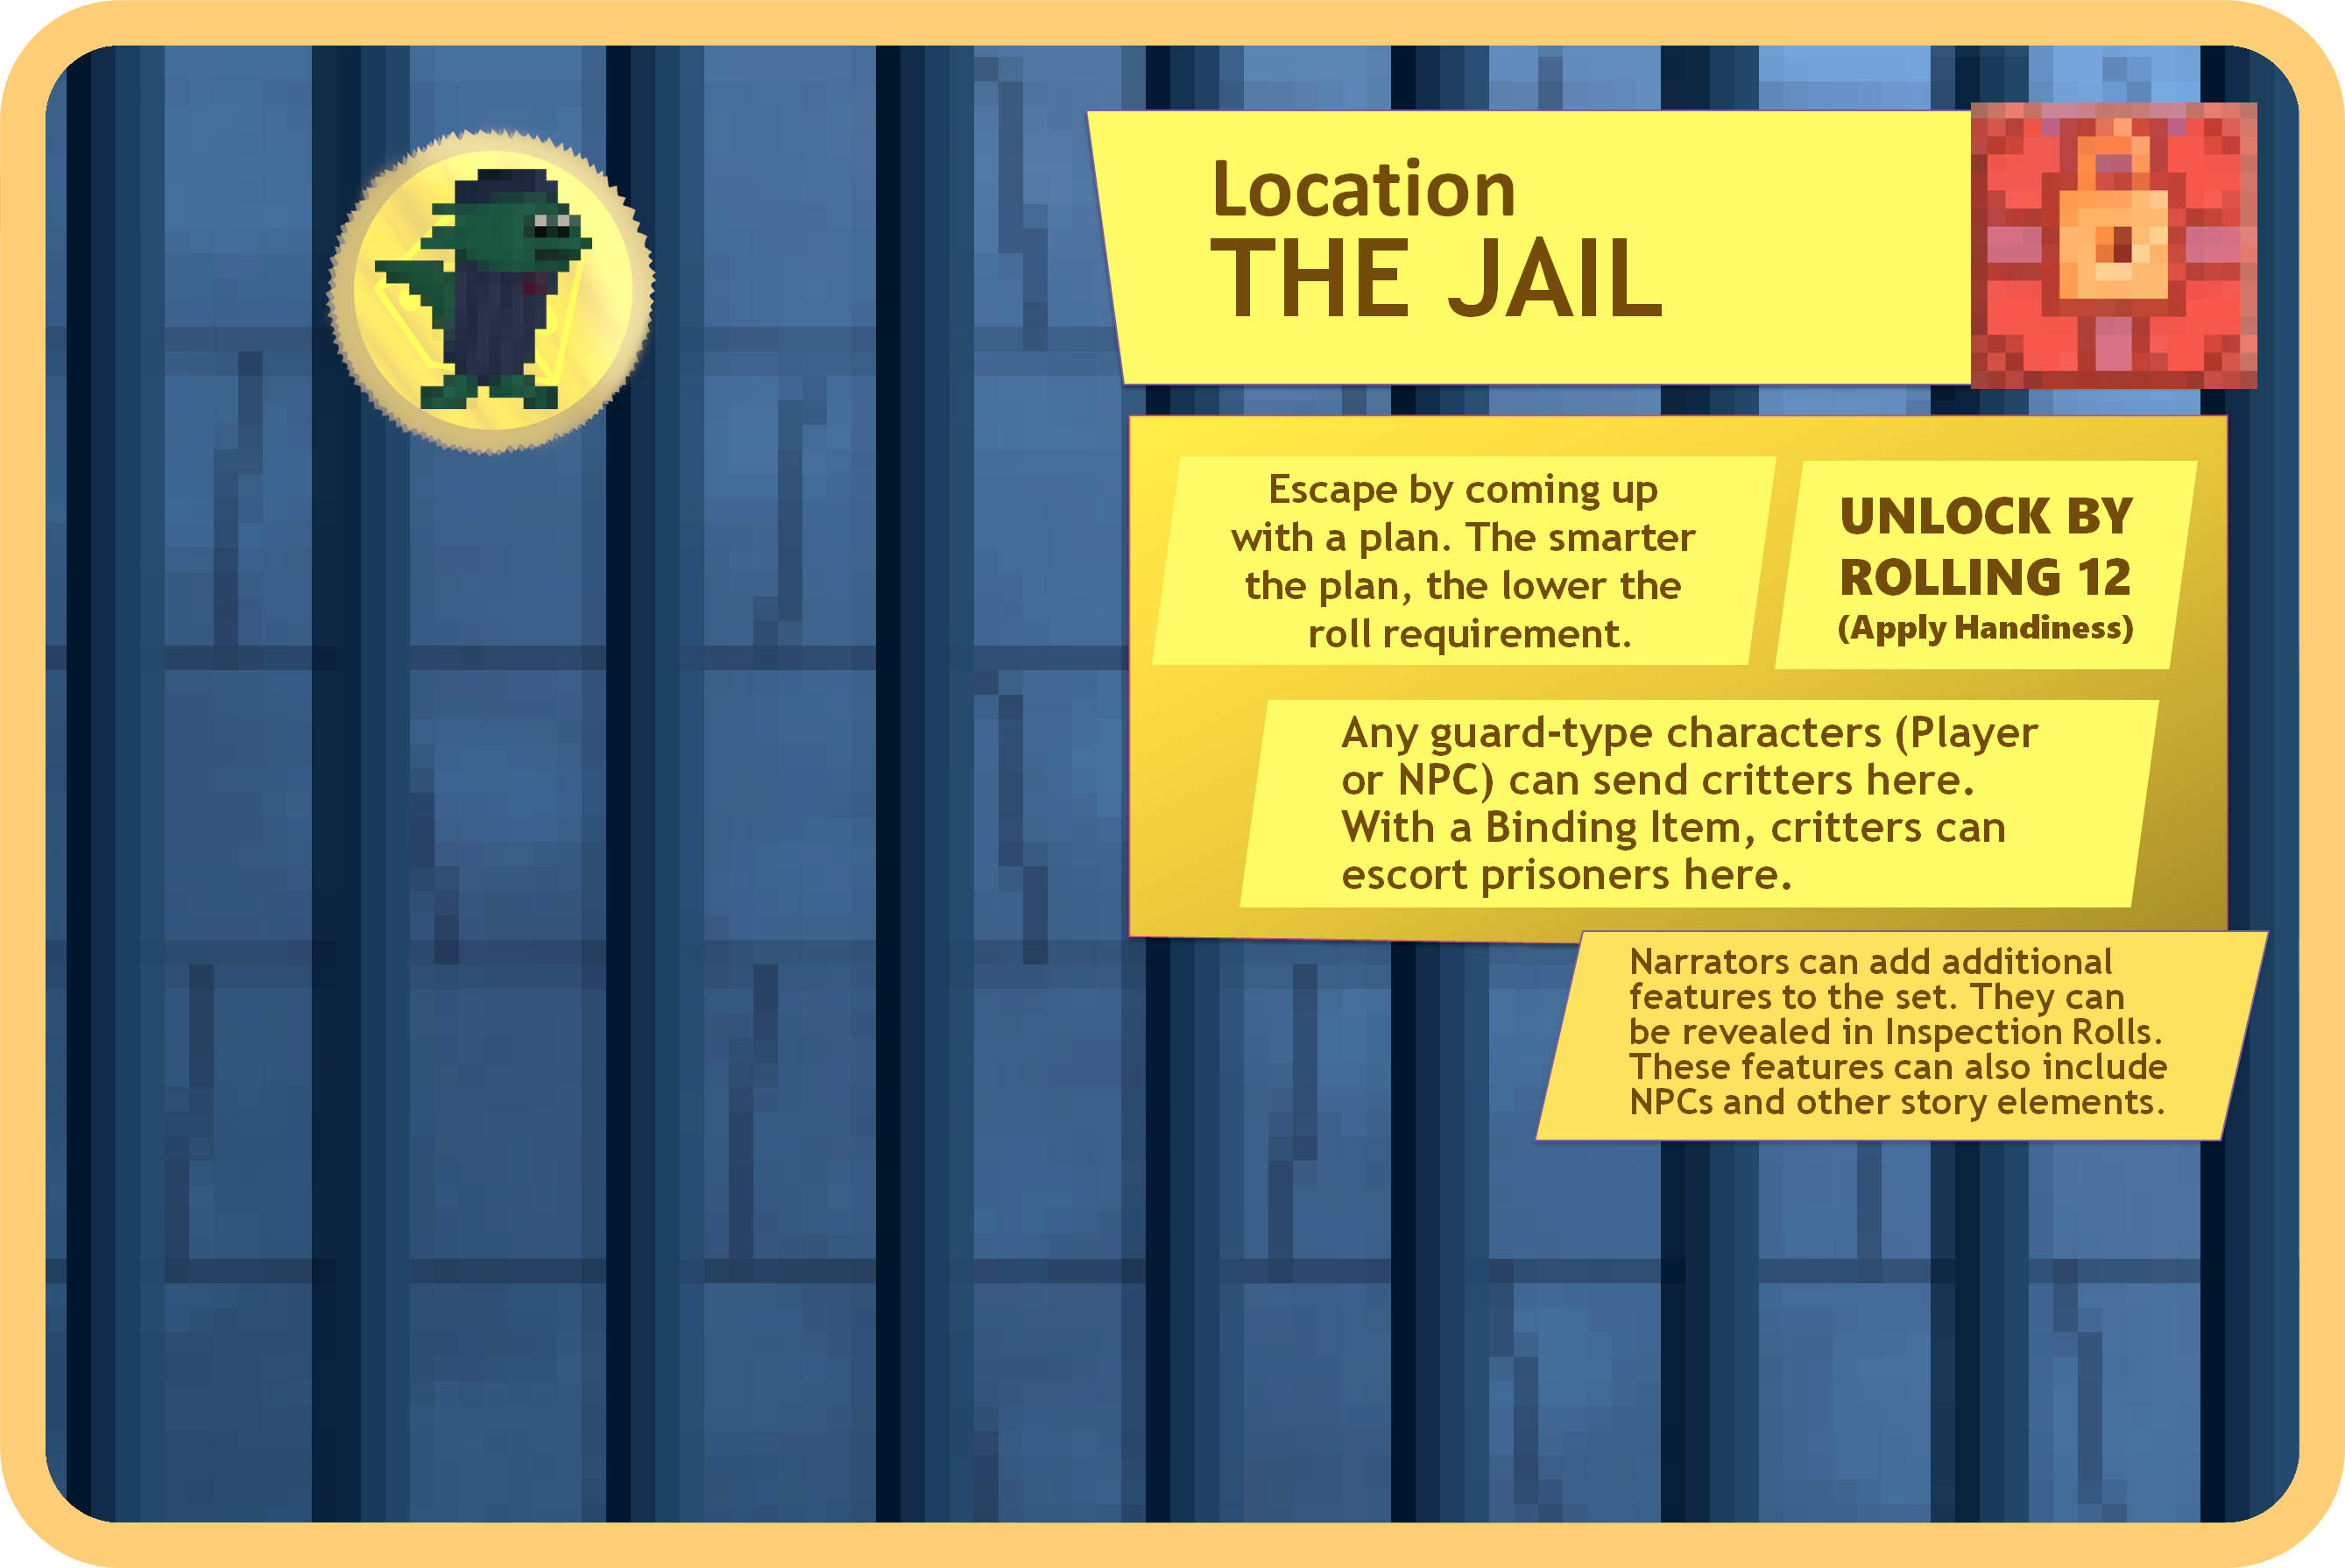 Location
THE JAIL
Escape by coming up
with a plan. The smarter
the plan, the lower the
roll requirement.
UNLOCK BY
ROLLING 12
(Apply Handiness)
Any guard-type characters (Player
or NPC) can send critters here.
With a Binding Item, critters can
escort prisoners here.
Narrators can add additional
features to the set. They can
be revealed in Inspection Rolls.
These features can also include
NPCs and other story elements.